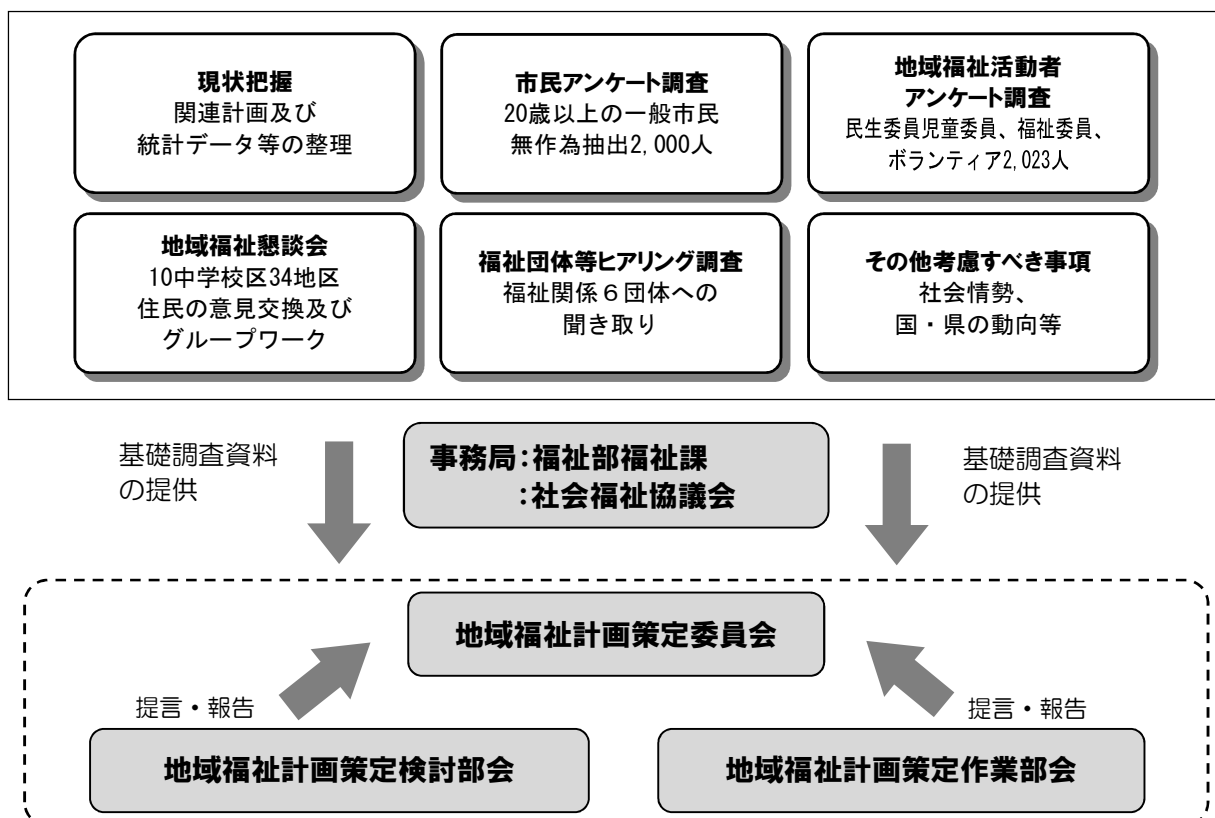 現状把握
関連計画及び
統計データ等の整理
市民アンケート調査
20歳以上の一般市民
無作為抽出2,000人
地域福祉活動者
アンケート調査
民生委員児童委員、福祉委員、
ボランティア2,023人
地域福祉懇談会
10中学校区34地区
住民の意見交換及び
グループワーク
福祉団体等ヒアリング調査
福祉関係６団体への
聞き取り
その他考慮すべき事項
社会情勢、
国・県の動向等
基礎調査資料
の提供
事務局：福祉部福祉課
：社会福祉協議会
基礎調査資料
の提供
地域福祉計画策定委員会
提言・報告
提言・報告
地域福祉計画策定検討部会
地域福祉計画策定作業部会